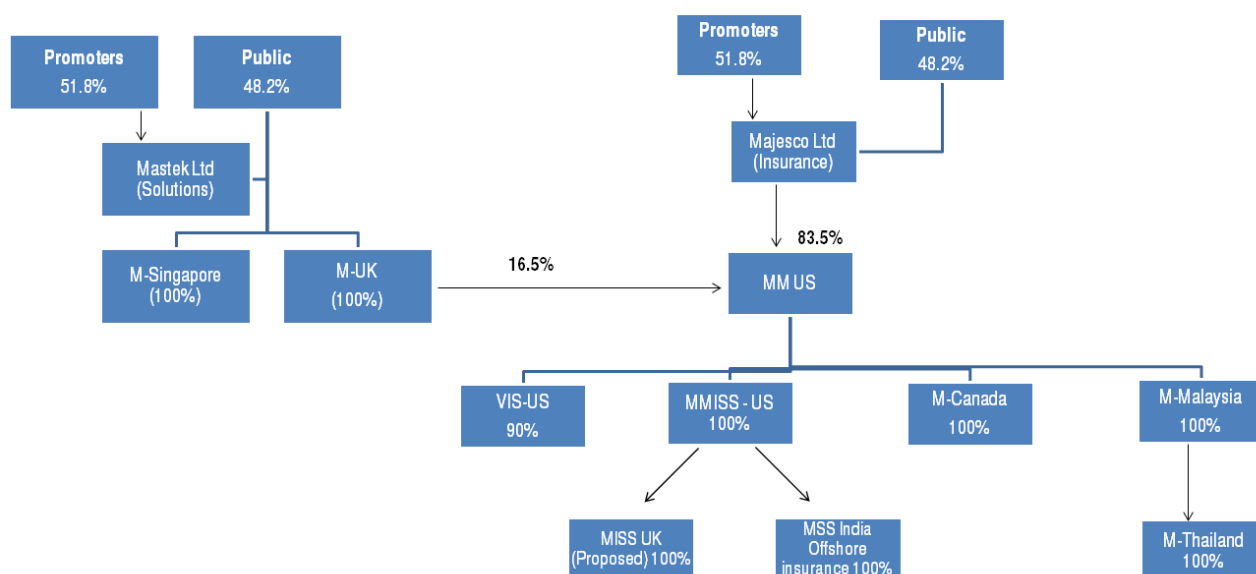 Promoters
51.8%
Public
48.2%
Promoters
51.8%
Public
48.2%
Mastek Ltd
(Solutions)
Majesco Ltd
(Insurance)
M-Singapore
(100%)
M-UK
(100%)
16.5%
83.5%
MM US
VIS-US
90%
MMISS - US
100%
M-Canada
100%
M-Malaysia
100%
MISS UK
(Proposed) 100%
MSS India
Offshore
insurance 100%
M-Thailand
100%